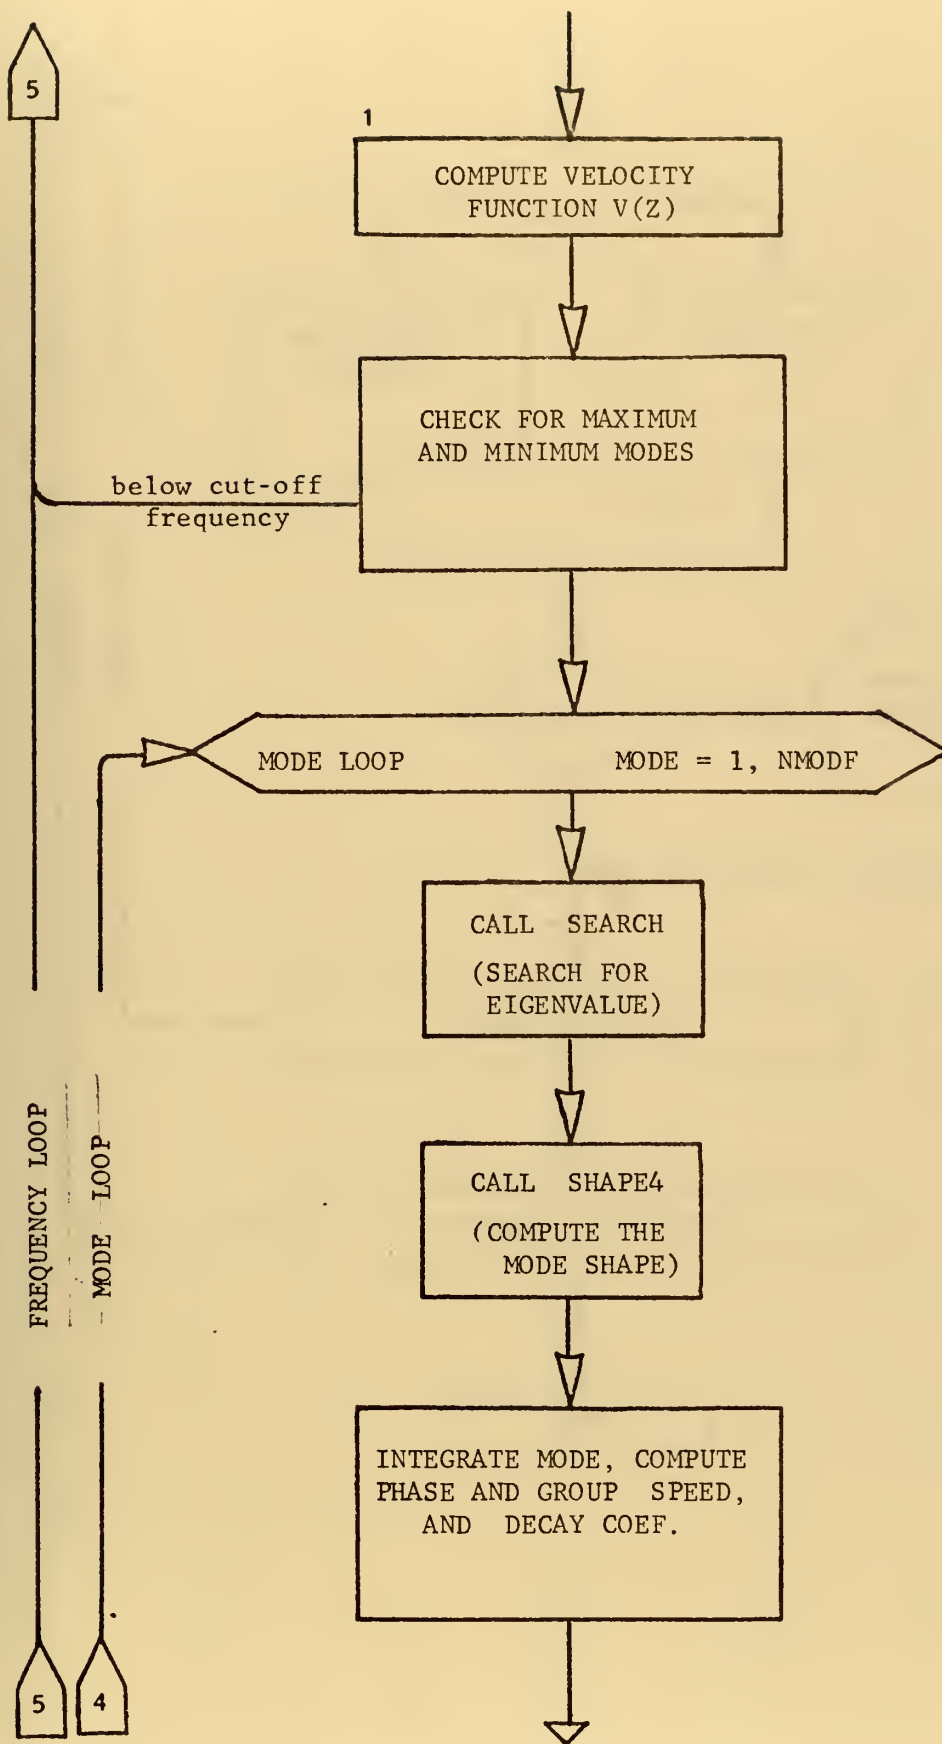 5
1
COMPUTE VELOCITY
FUNCTION V(Z)
CHECK FOR MAXIMUM
AND MINIMUM MODES
below cut-off
frequency
MODE LOOP MODE = 1, NMODF
CALL SEARCH
(SEARCH FOR
EIGENVALUE)
FREQUENCY LOOP
MODE LOOP
CALL SHAPE4
(COMPUTE THE
MODE SHAPE)
INTEGRATE MODE, COMPUTE
PHASE AND GROUP SPEED,
AND DECAY COEF.
5
4